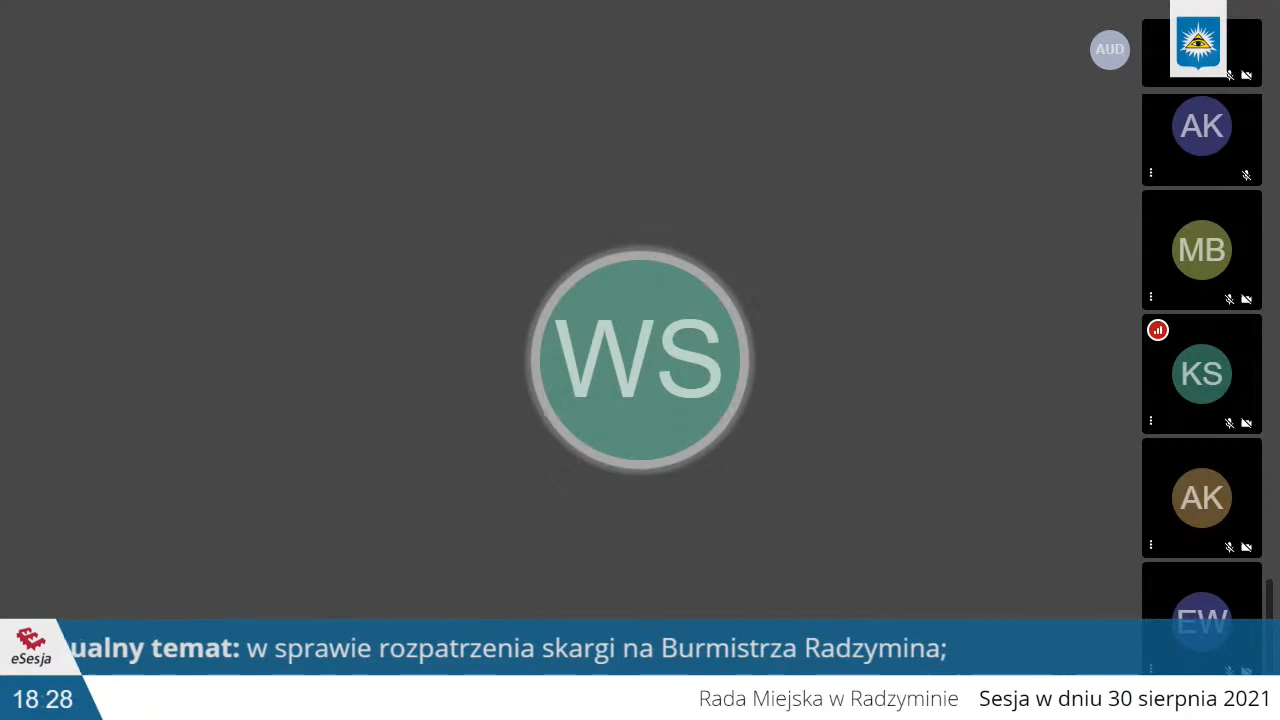 AUD
AK
MB
WS
KS
AK
EW
ualny temat: w sprawie rozpatrzenia skargi na Burmistrza Radzymina;
eSesja
18:28
Rada Miejska w Radzyminie Sesja w dniu 30 sierpnia 2021